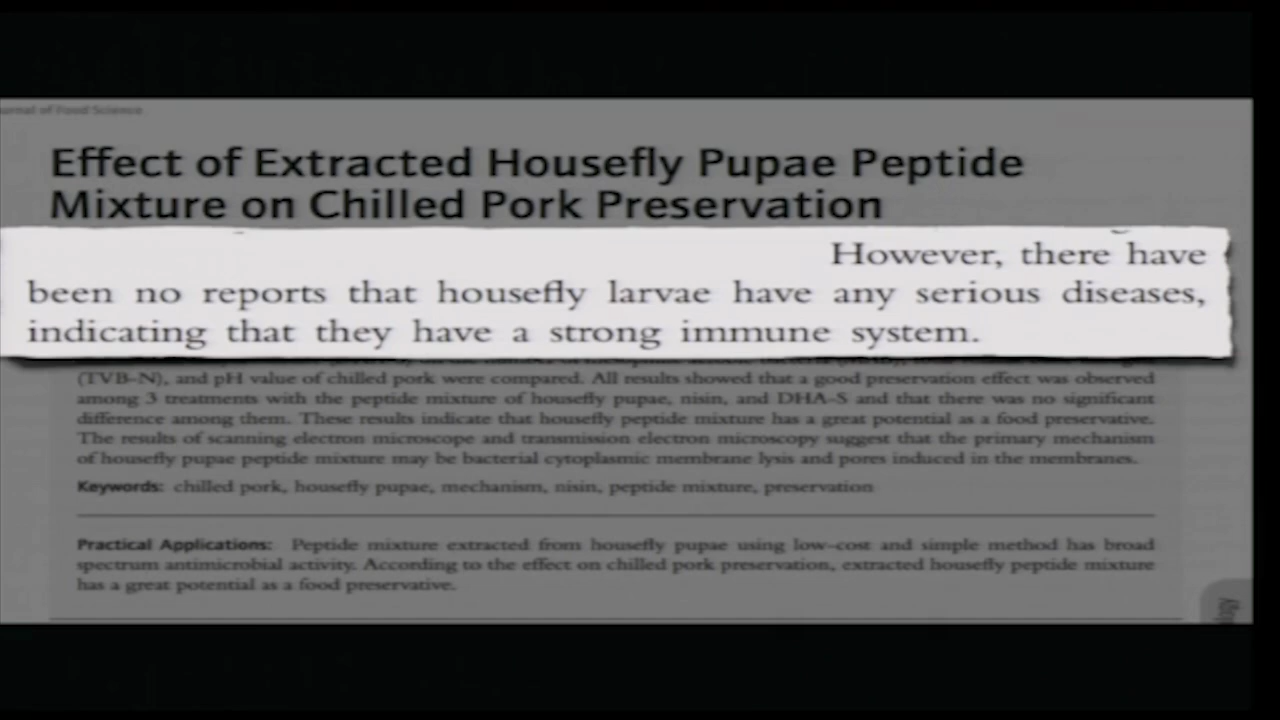 Journal of Food Science
Effect of Extracted Housefly Pupae Peptide
Mixture on Chilled Pork Preservation
However, there have
been no reports that housefly larvae have any serious diseases,
indicating that they have a strong immune system.
(TVB-N), and pH value of chilled pork were compared. All results showed that a good preservation effect was observed
among 3 treatments with the peptide mixture of housefly pupae, nisin, and DHA-S and that there was no significant
difference among them. These results indicate that housefly peptide mixture has a great potential as a food preservative.
The results of scanning electron microscope and transmission electron microscopy suggest that the primary mechanism
of housefly pupae peptide mixture may be bacterial cytoplasmic membrane lysis and pores induced in the membranes.
Keywords: chilled pork, housefly pupae, mechanism, nisin, peptide mixture, preservation
Practical Applications: Peptide mixture extracted from housefly pupae using low-cost and simple method has broad
spectrum antimicrobial activity. According to the effect on chilled pork preservation, extracted housefly peptide mixture
has a great potential as a food preservative.